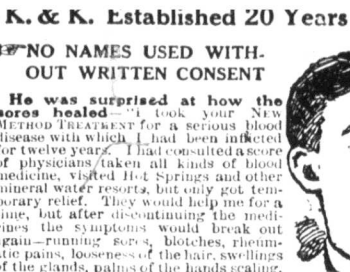 K. & K. Established 20 Years
☞NO NAMES USED WITH-
OUT WRITTEN CONSENT
He was surprised at how the
sores healed—"I took your NEW
METHOD TREATMENT for a serious blood
disease with which I had been infected
for twelve years. I had consulted a score
of physicians taken all kinds of blood
medicine, visited Hot Springs and other
mineral water resorts, but only got tem-
porary relief. They would help me for a
time, but after discontinuing the medi-
cines the symptoms would break out
again—running sores, blotches, rheum-
atic pains, looseness of the hair, swellings
of the glands, palms of the hands scaling,